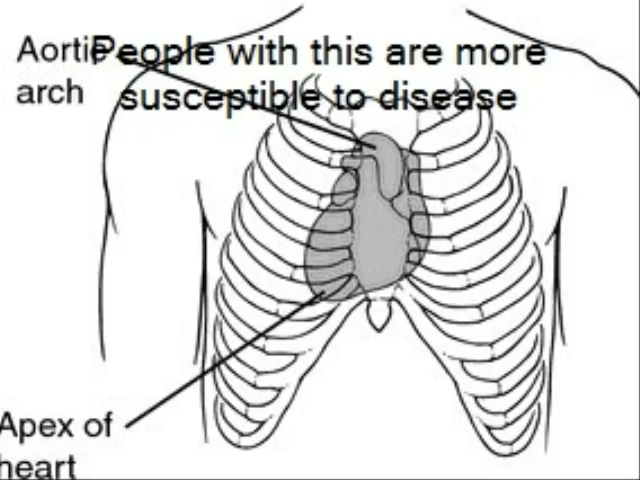 Aortic
arch
People with this are more
susceptible to disease
Apex of
heart